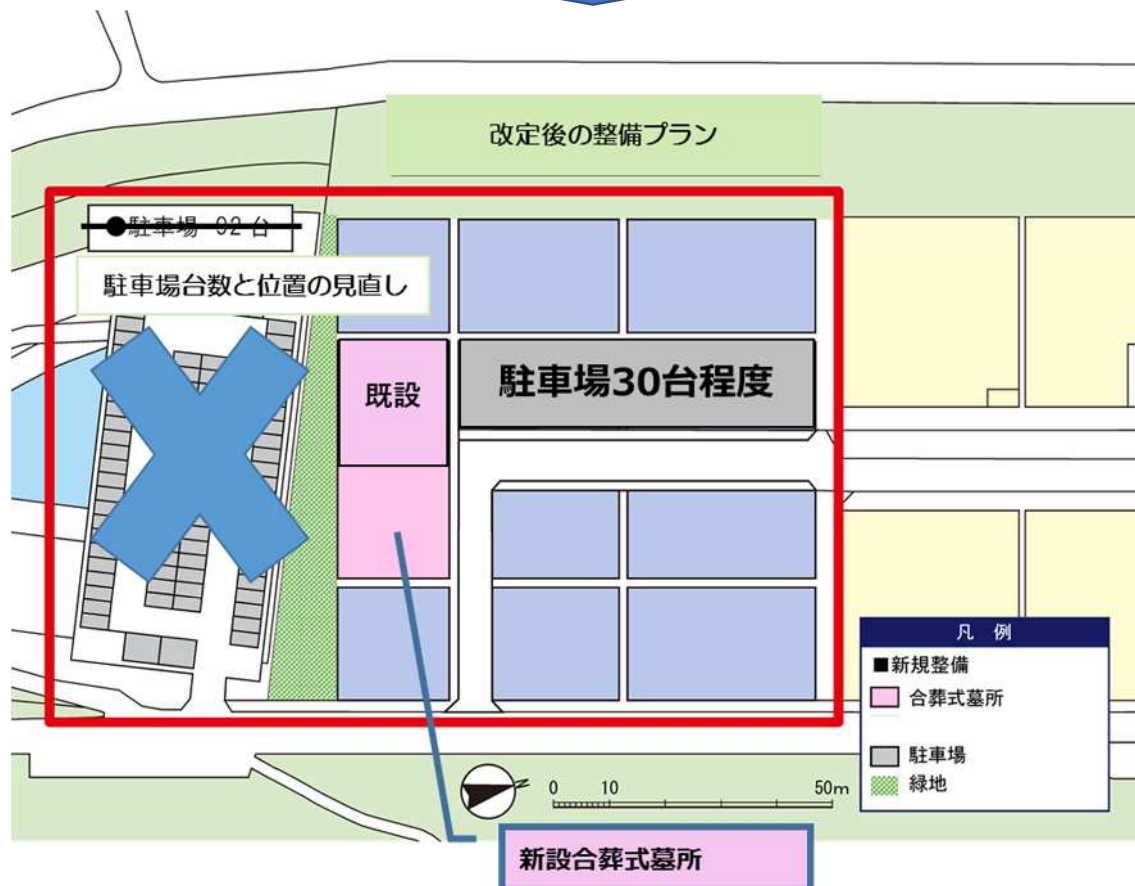 改定後の整備プラン
●駐車場 92台
駐車場台数と位置の見直し
既設
駐車場30台程度
凡 例
■新規整備
合葬式墓所
駐車場
緑地
0 10 50m
新設合葬式墓所